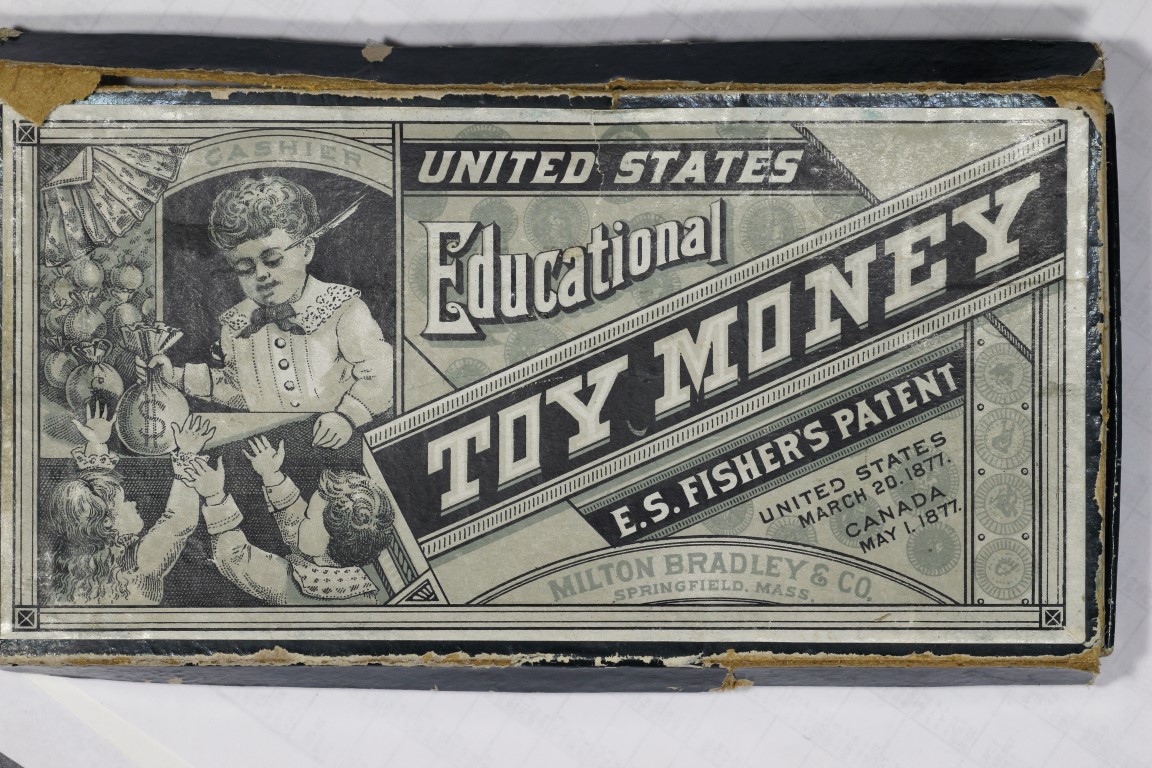 CASHIER
$
UNITED STATES
Educational
TOY MONEY
E.S. FISHER'S PATENT
UNITED STATES
MARCH 20. 1877.
CANADA
MAY 1. 1877.
MILTON BRADLEY & CO.
SPRINGFIELD. MASS.